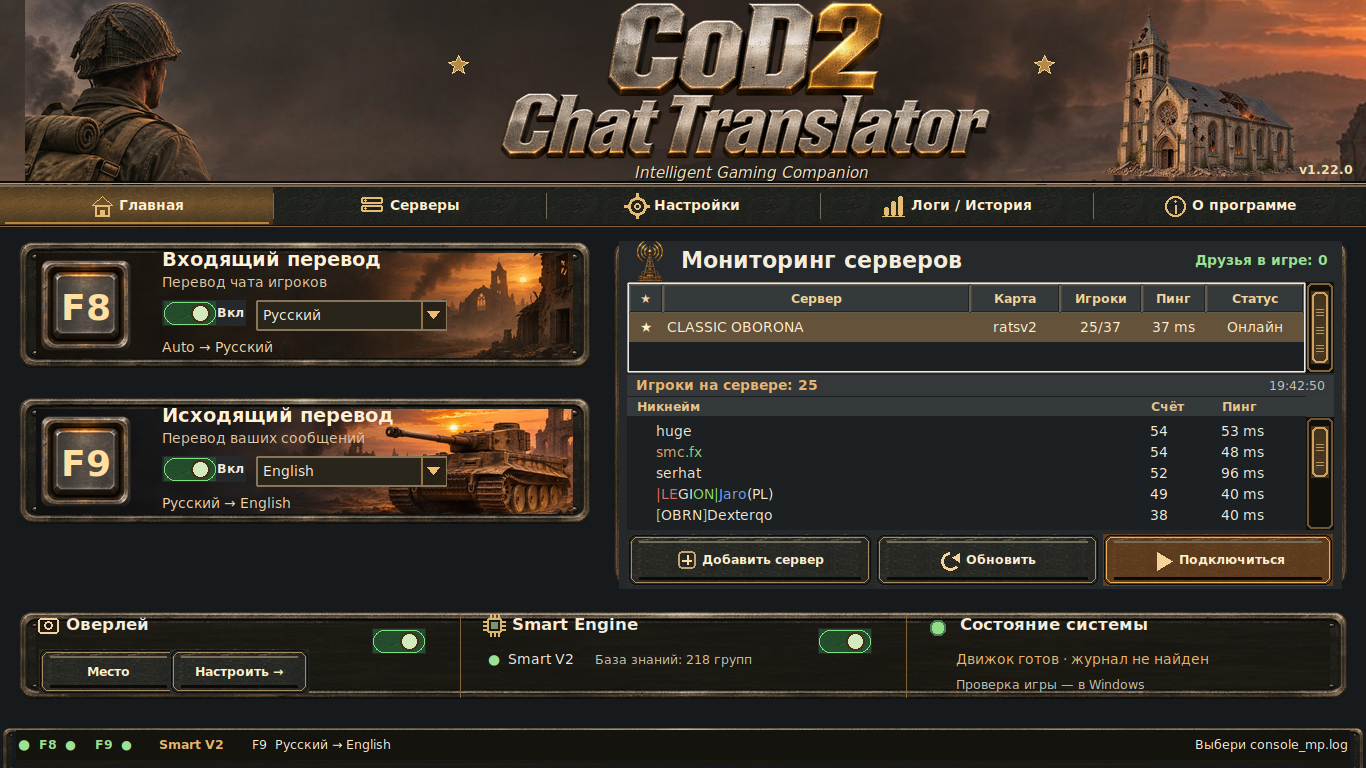 CoD2
Chat Translator
Intelligent Gaming Companion
v1.22.0
Главная
Серверы
Настройки
Логи / История
О программе
F8
Входящий перевод
Перевод чата игроков
Вкл
Русский
Auto → Русский
F9
Исходящий перевод
Перевод ваших сообщений
Вкл
English
Русский → English
Мониторинг серверов
Друзья в игре: 0
★ Сервер Карта Игроки Пинг Статус
★ CLASSIC OBORONA ratsv2 25/37 37 ms Онлайн
Игроки на сервере: 25 19:42:50
Никнейм Счёт Пинг
huge 54 53 ms
smc.fx 54 48 ms
serhat 52 96 ms
|LEGION|Jaro(PL) 49 40 ms
[OBRN]Dexterqo 38 40 ms
Добавить сервер
Обновить
Подключиться
Оверлей
Место
Настроить →
Smart Engine
Smart V2 База знаний: 218 групп
Состояние системы
Движок готов · журнал не найден
Проверка игры — в Windows
F8 F9 Smart V2 F9 Русский → English Выбери console_mp.log